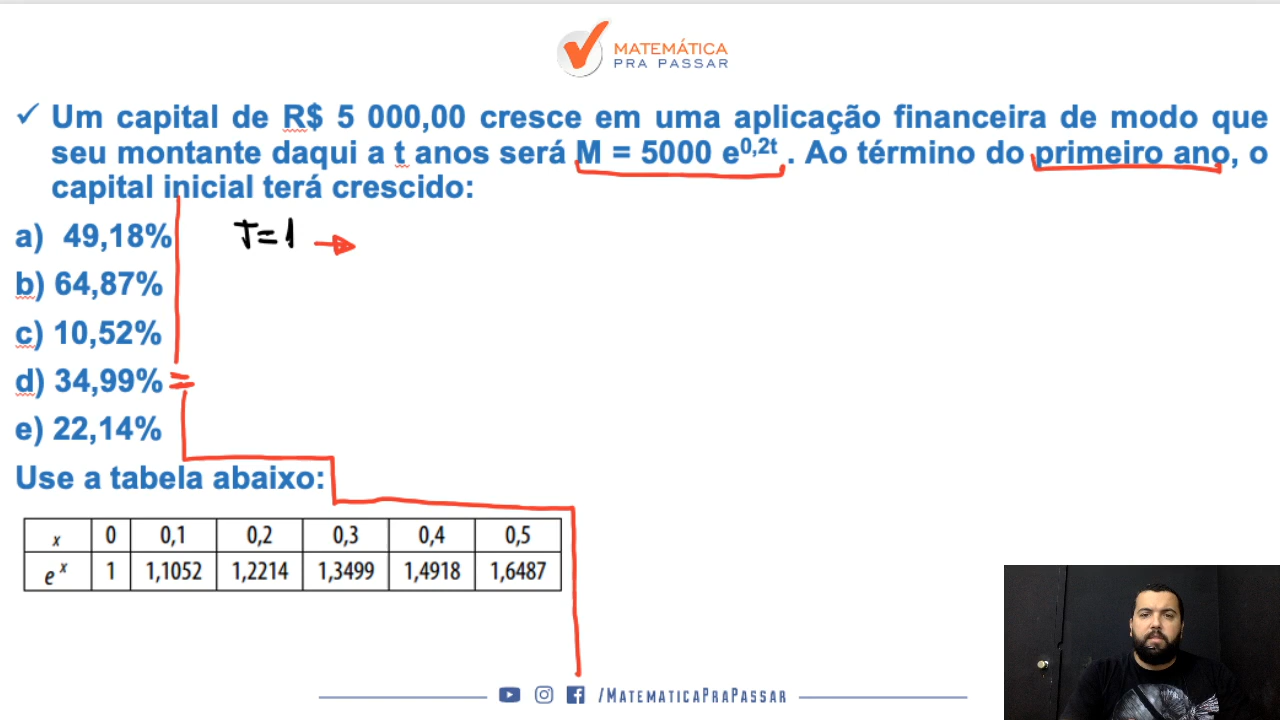 MATEMÁTICA
PRA PASSAR
✓ Um capital de R$ 5 000,00 cresce em uma aplicação financeira de modo que
seu montante daqui a t anos será M = 5000 e^0,2t . Ao término do primeiro ano, o
capital inicial terá crescido:
a) 49,18%
T=1 →
b) 64,87%
c) 10,52%
d) 34,99% =
e) 22,14%
Use a tabela abaixo:
x 0 0,1 0,2 0,3 0,4 0,5
e^x 1 1,1052 1,2214 1,3499 1,4918 1,6487
/MATEMATICAPRAPASSAR